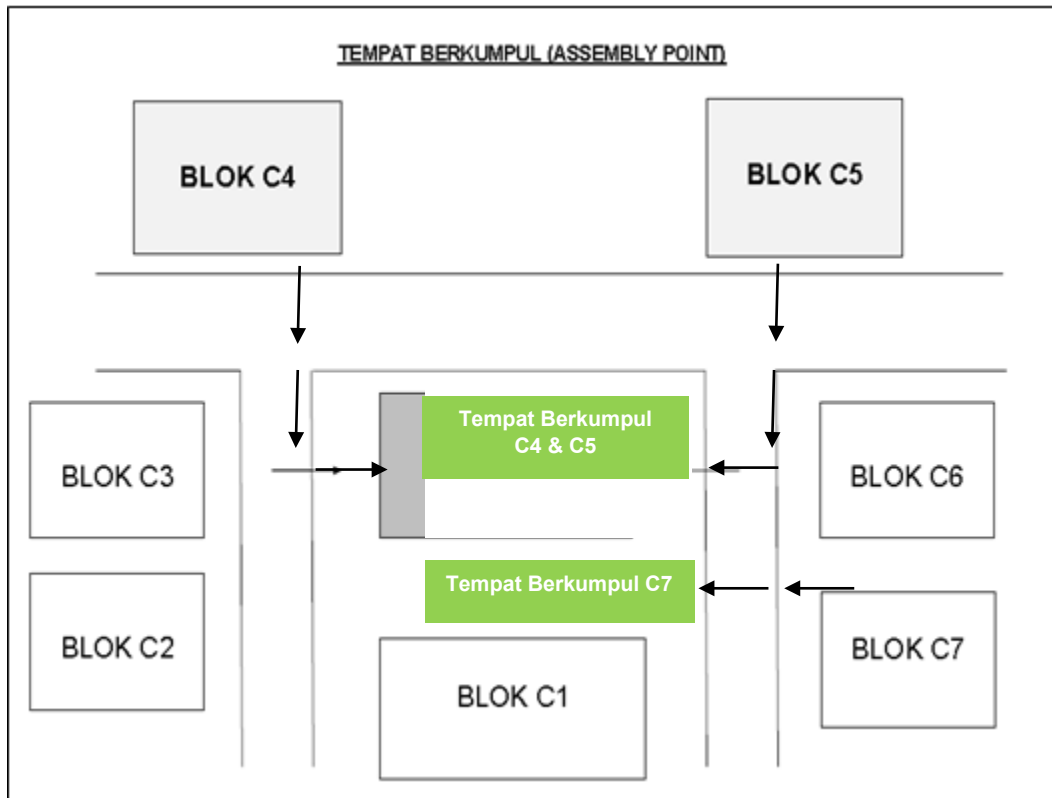 TEMPAT BERKUMPUL (ASSEMBLY POINT)
BLOK C4
BLOK C5
Tempat Berkumpul
C4 & C5
BLOK C3
BLOK C6
Tempat Berkumpul C7
BLOK C2
BLOK C7
BLOK C1